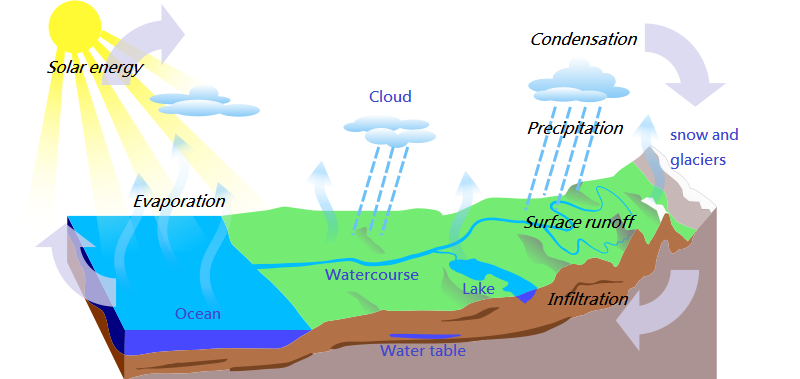 Condensation
Solar energy
Cloud
Precipitation
snow and
glaciers
Evaporation
Surface runoff
Watercourse
Lake
Infiltration
Ocean
Water table